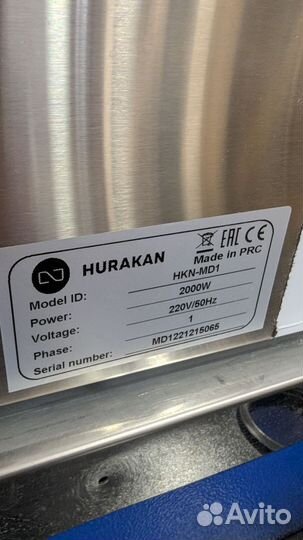 HURAKAN
EAC CE
Made in PRC
Model ID: HKN-MD1
Power: 2000W
Voltage: 220V/50Hz
Phase: 1
Serial number: MD1221215065
Avito